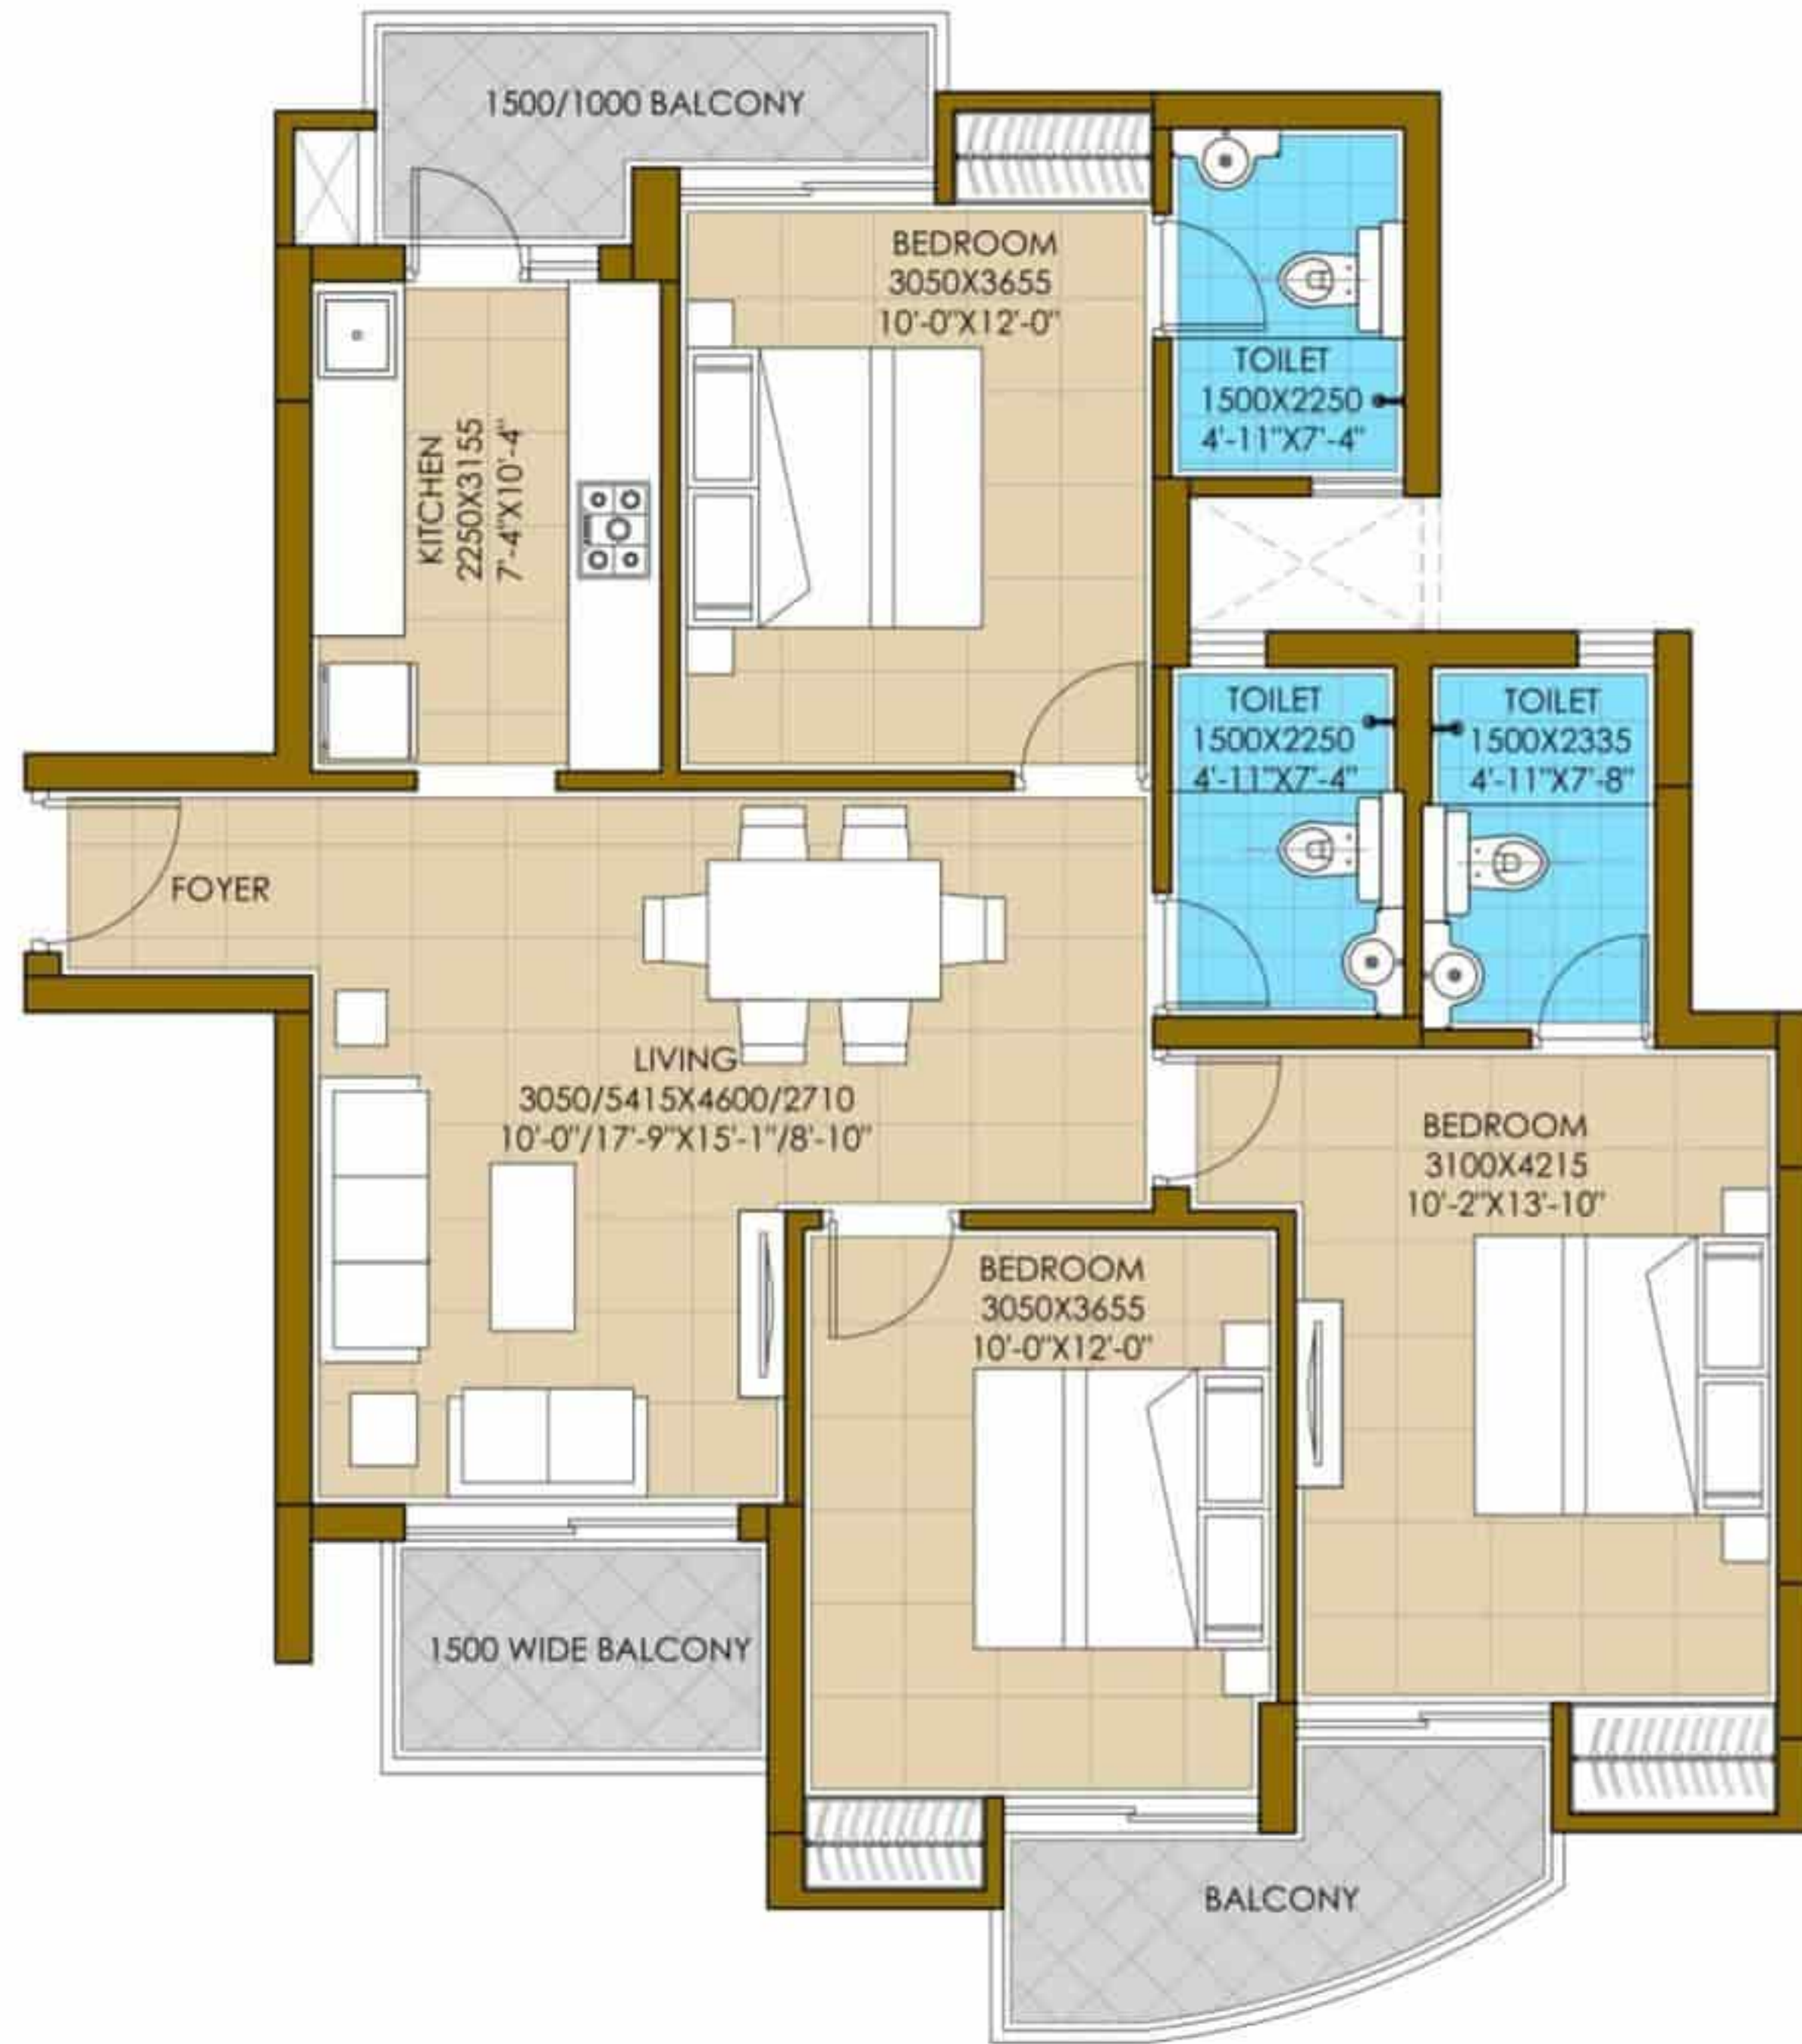 1500/1000 BALCONY
BEDROOM
3050X3655
10'-0"X12'-0"
TOILET
1500X2250
4'-11"X7'-4"
KITCHEN
2250X3155
7'-4"X10'-4"
TOILET
1500X2250
4'-11"X7'-4"
TOILET
1500X2335
4'-11"X7'-8"
FOYER
LIVING
3050/5415X4600/2710
10'-0"/17'-9"X15'-1"/8'-10"
BEDROOM
3100X4215
10'-2"X13'-10"
BEDROOM
3050X3655
10'-0"X12'-0"
1500 WIDE BALCONY
BALCONY